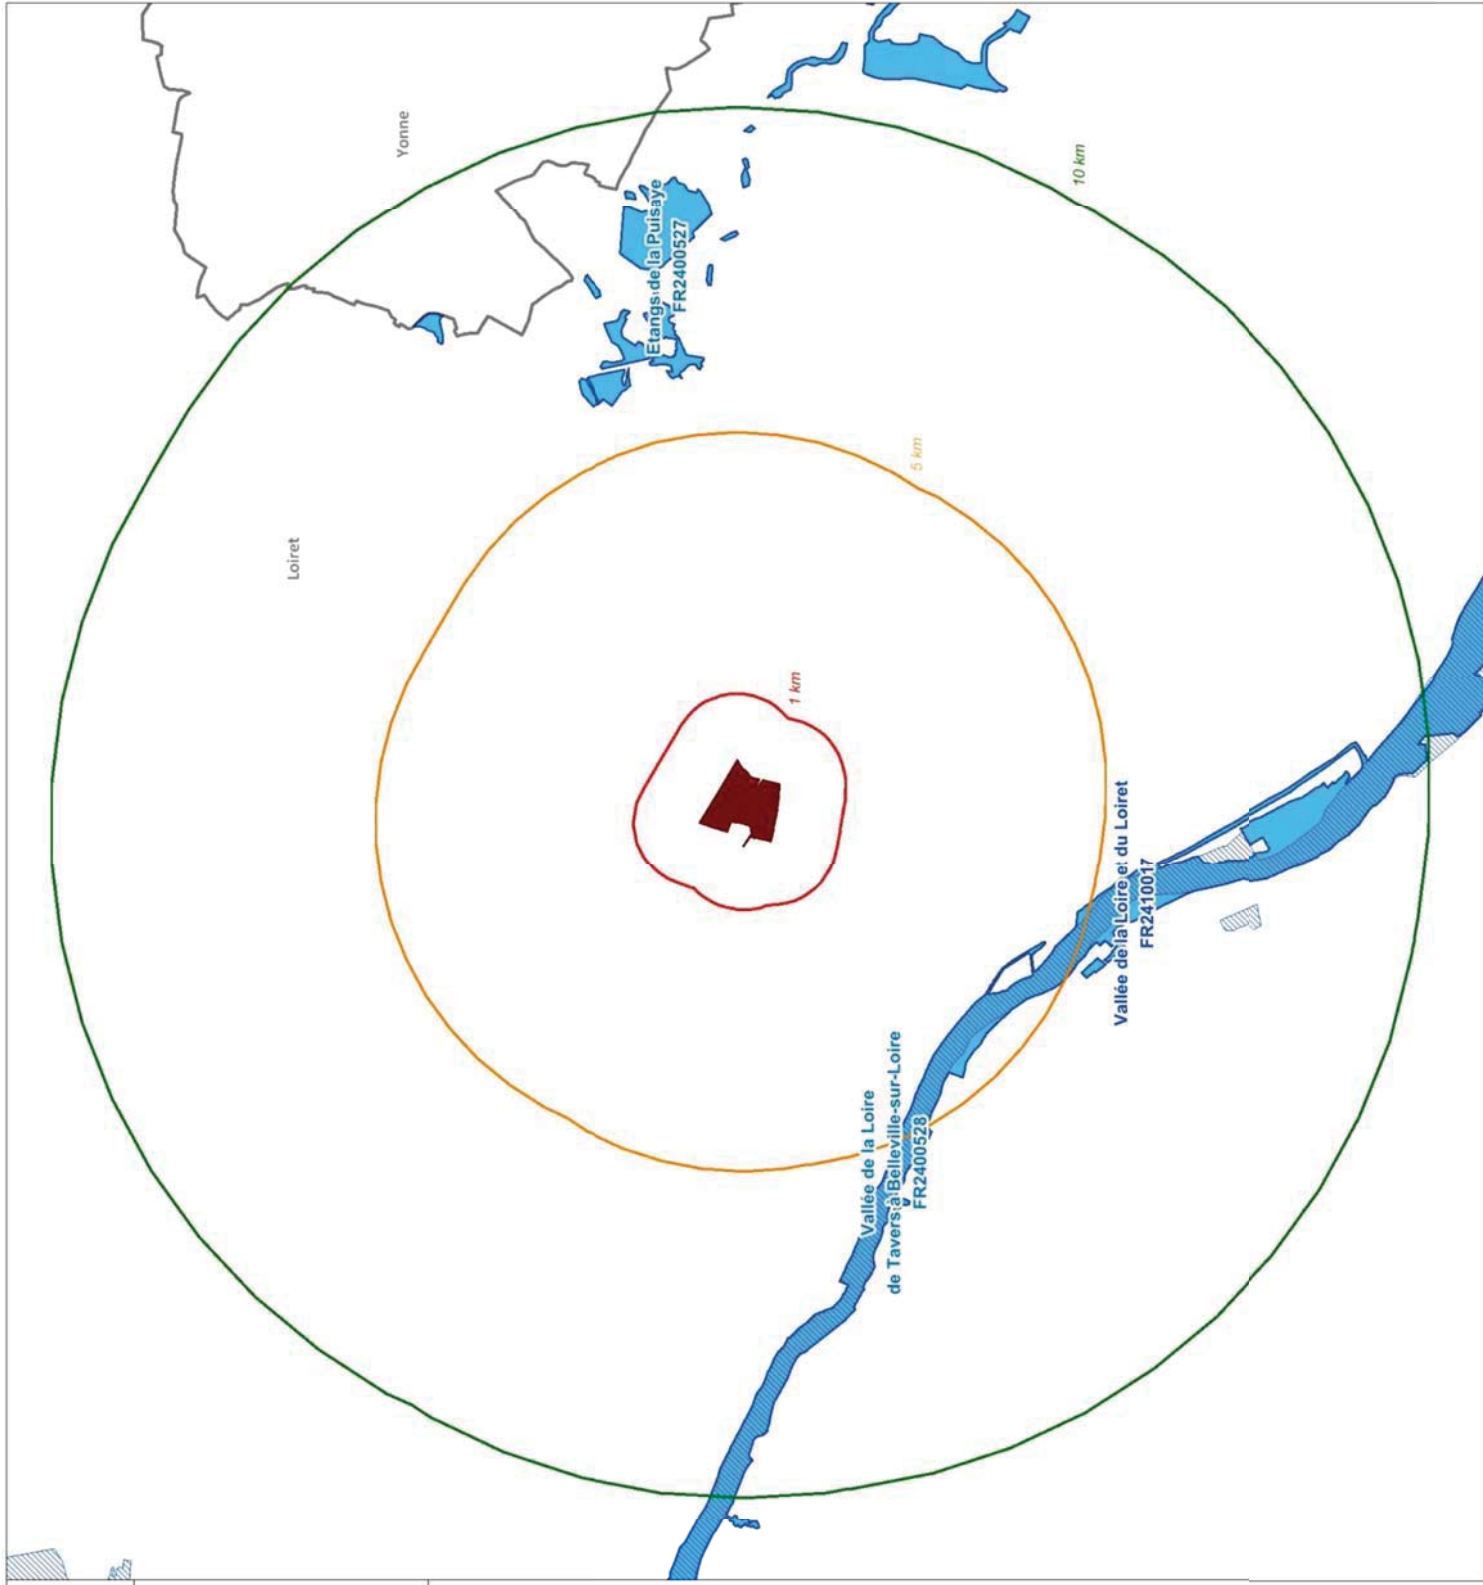 Yonne
Loiret
Etangs de la Puisaye
FR2400527
10 km
5 km
1 km
Vallée de la Loire
de Tavers à Belleville-sur-Loire
FR2400528
Vallée de la Loire et du Loiret
FR2410017